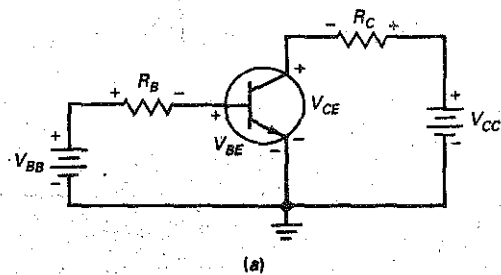 - R_C +
+ R_B -
+
V_CE
+
V_BE
- -
+
V_BB
-
+
V_CC
-
(a)